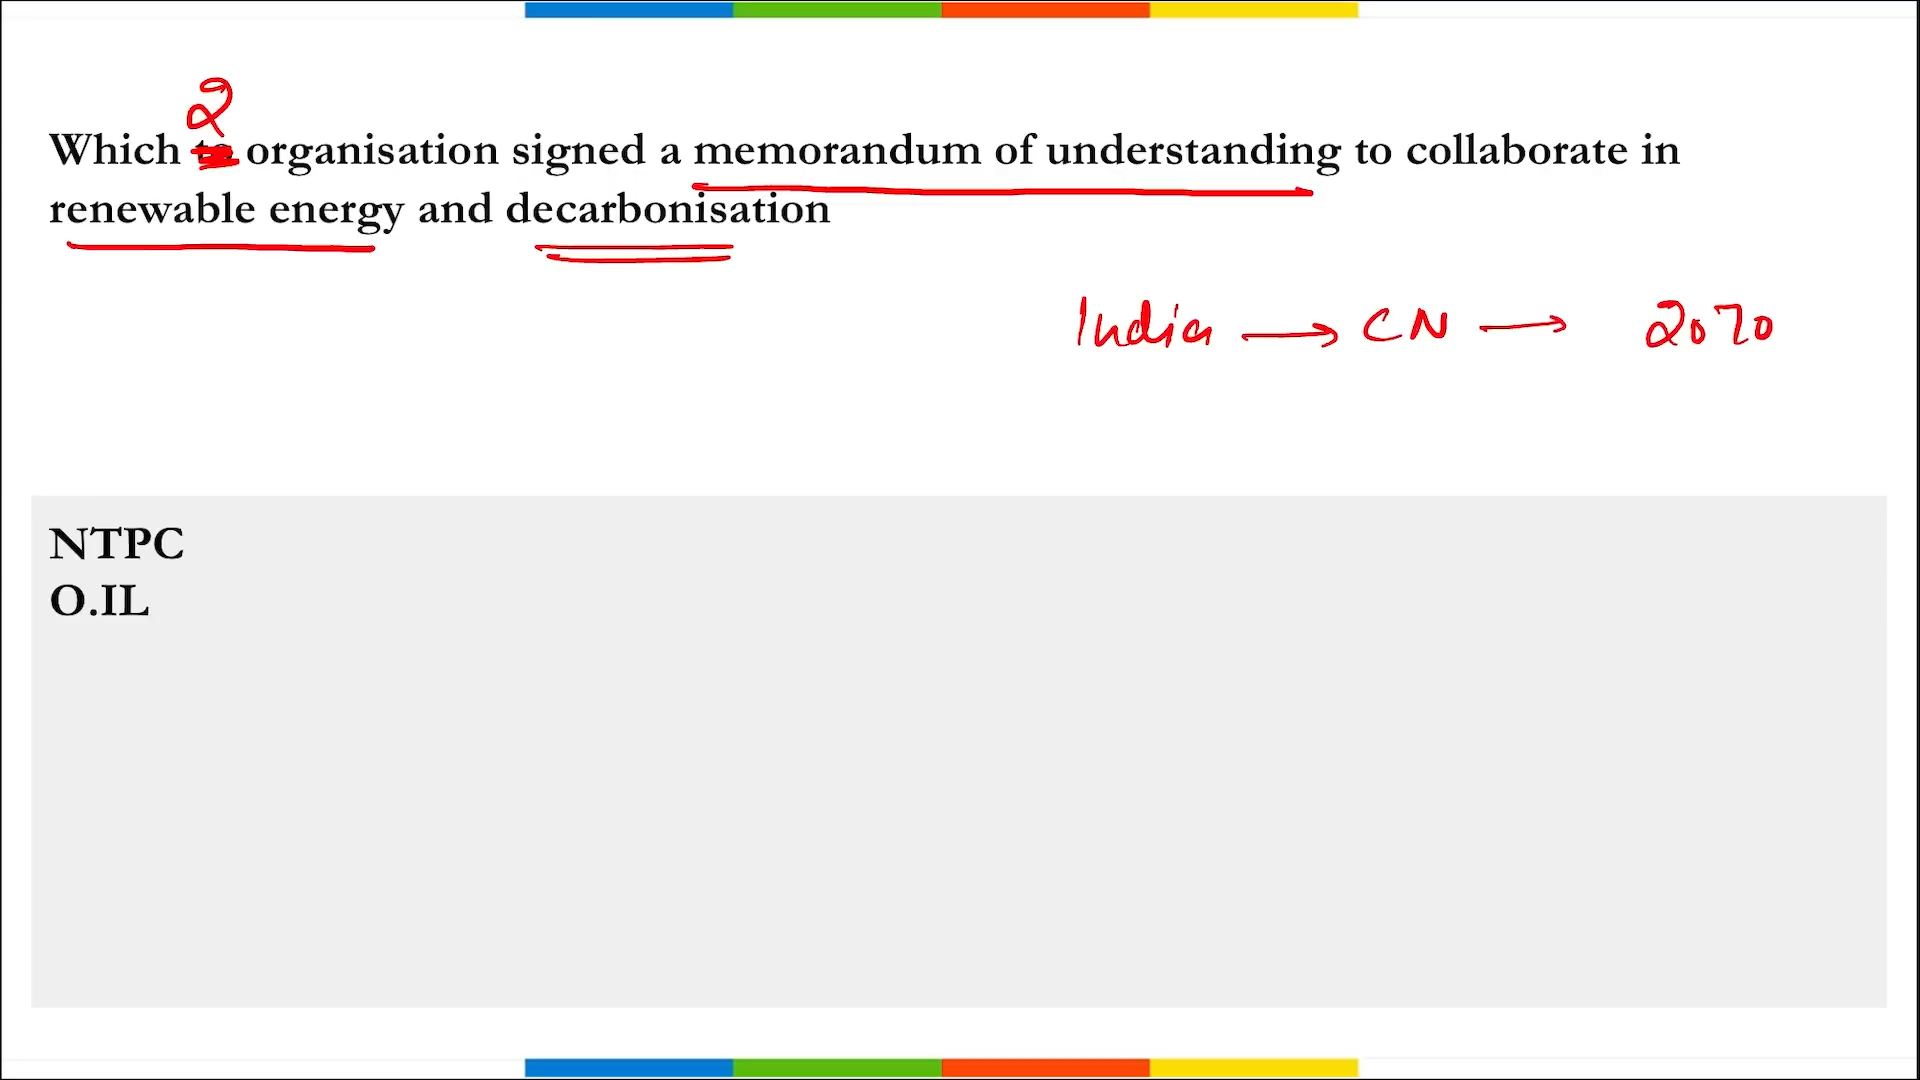 2
Which to organisation signed a memorandum of understanding to collaborate in
renewable energy and decarbonisation
India → CN → 2070
NTPC
O.IL